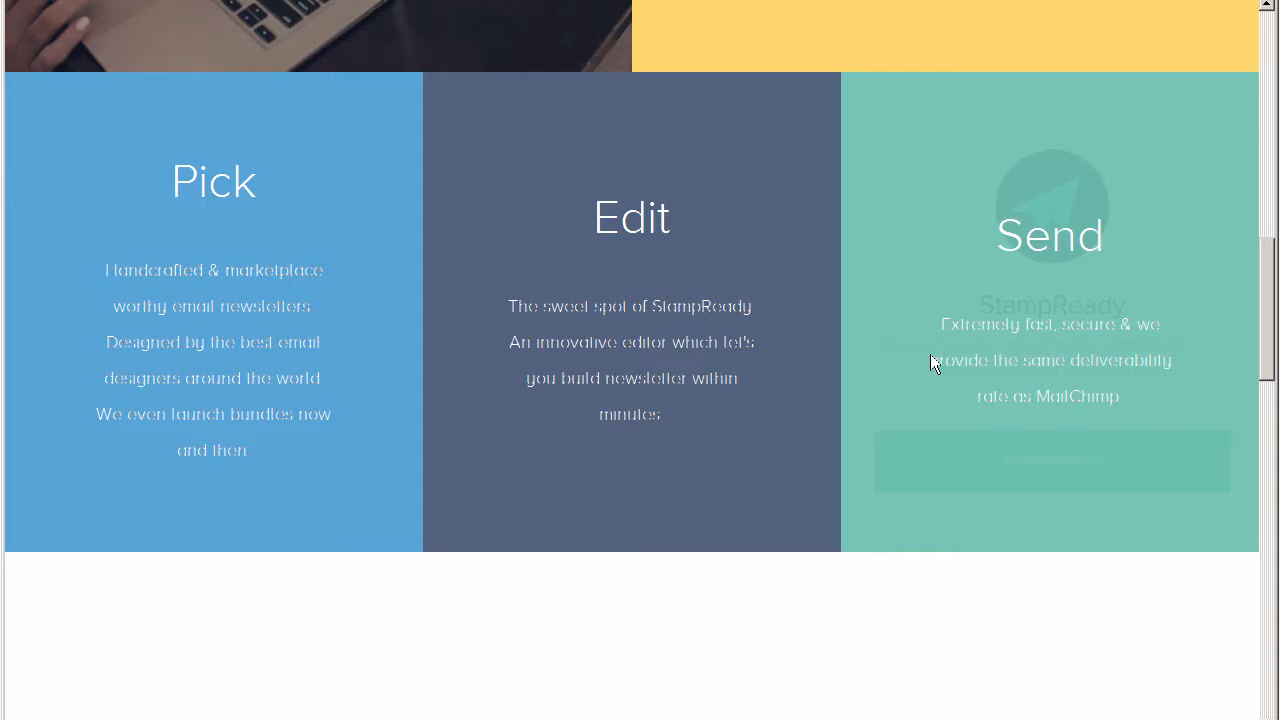 Pick
Handcrafted & marketplace
worthy email newsletters
Designed by the best email
designers around the world
We even launch bundles now
and then
Edit
The sweet spot of StampReady
An innovative editor which let's
you build newsletter within
minutes
StampReady
Send
Extremely fast, secure & we
provide the same deliverability
rate as MailChimp